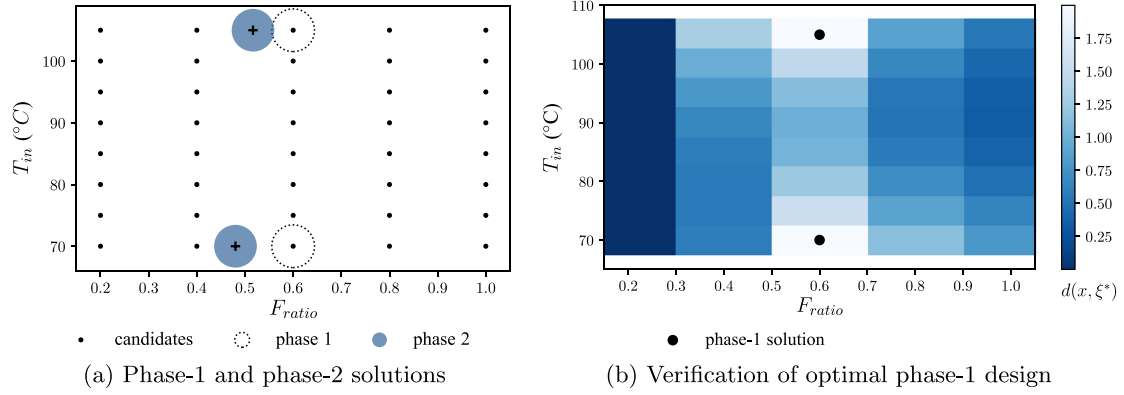 100
90
80
70
T_in (°C)
0.2 0.3 0.4 0.5 0.6 0.7 0.8 0.9 1.0
F_ratio
candidates phase 1 phase 2
(a) Phase-1 and phase-2 solutions
110
100
90
80
70
T_in (°C)
0.2 0.3 0.4 0.5 0.6 0.7 0.8 0.9 1.0
F_ratio
1.75
1.50
1.25
1.00
0.75
0.50
0.25
d(x, ξ*)
phase-1 solution
(b) Verification of optimal phase-1 design